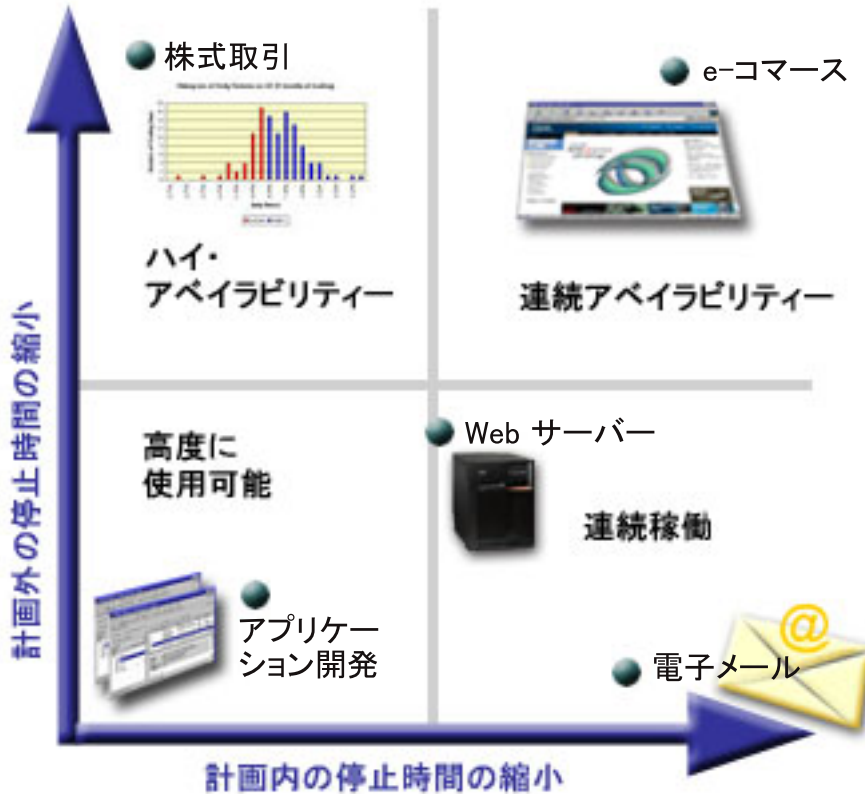 株式取引
e-コマース
ハイ・
アベイラビリティー
連続アベイラビリティー
計画外の停止時間の縮小
高度に
使用可能
Web サーバー
連続稼働
アプリケー
ション開発
@
電子メール
計画内の停止時間の縮小